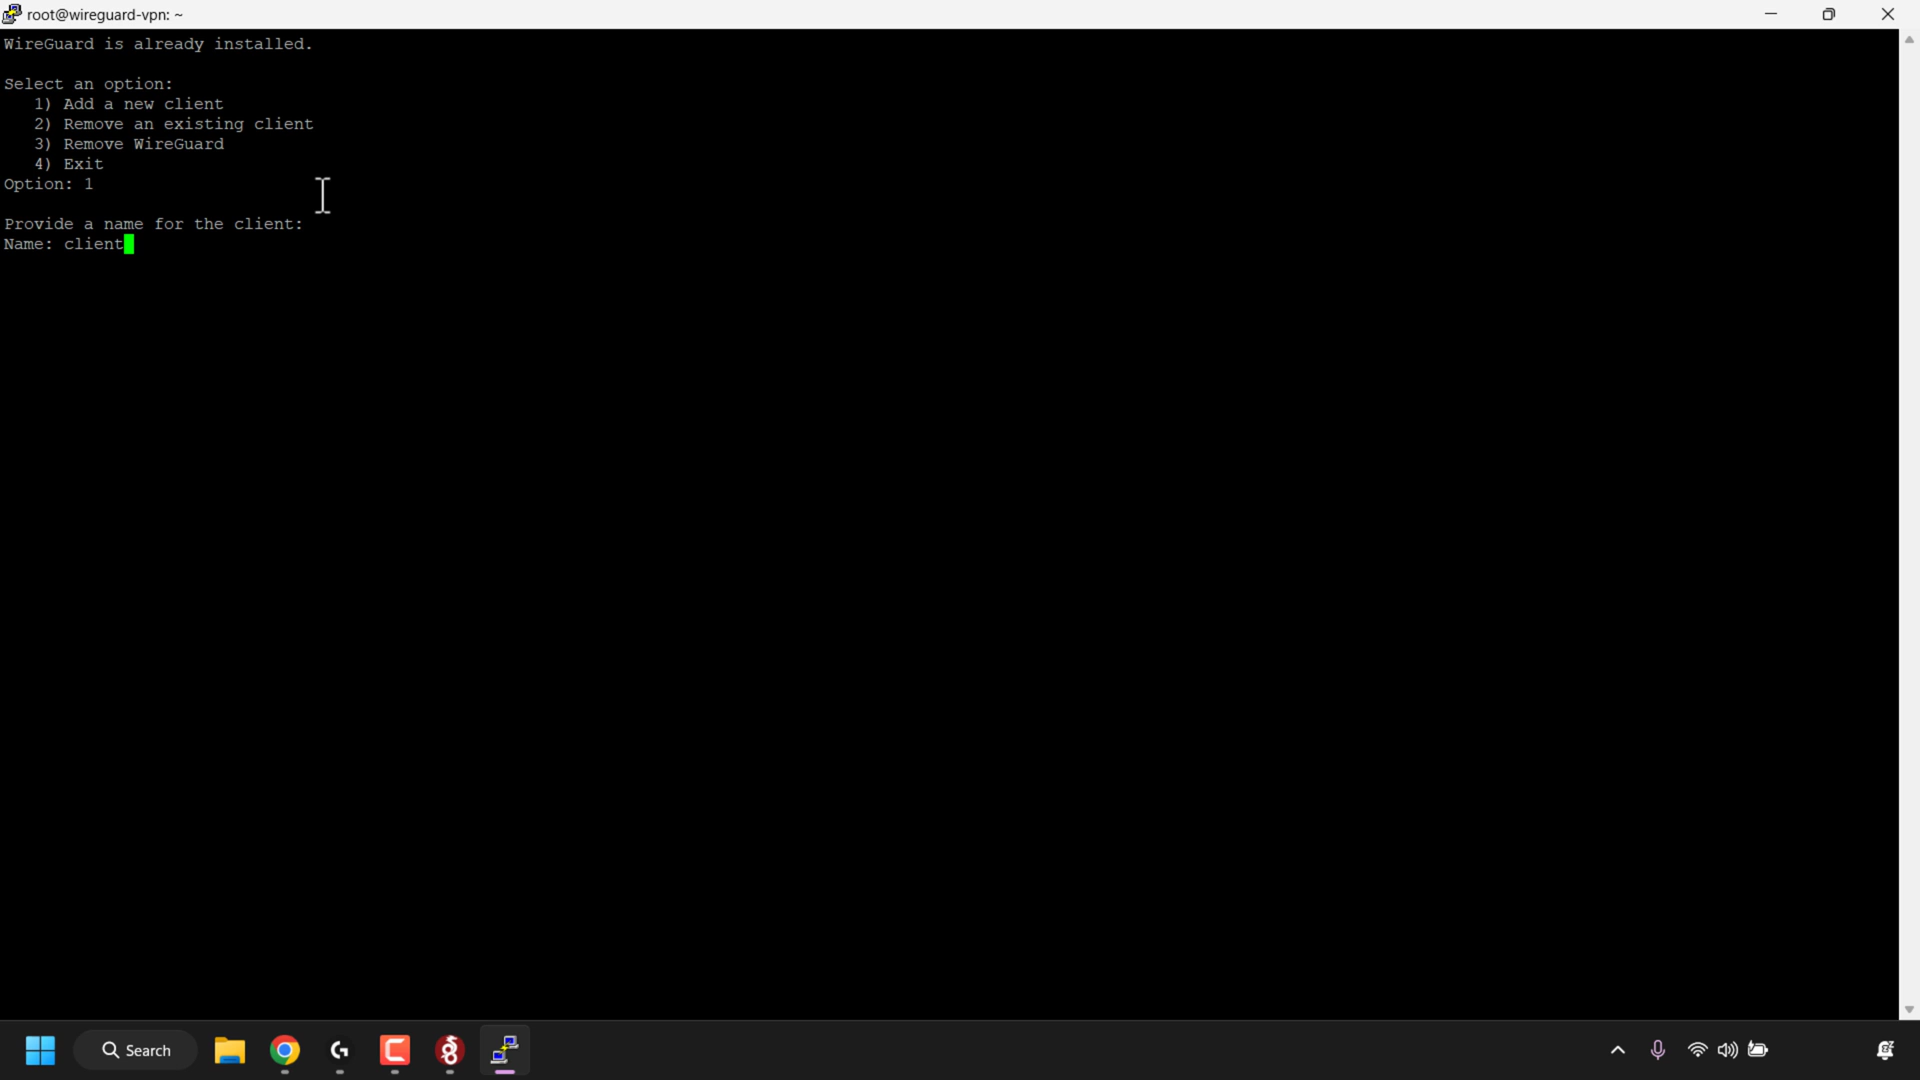 root@wireguard-vpn: ~
WireGuard is already installed.
Select an option:
1) Add a new client
2) Remove an existing client
3) Remove WireGuard
4) Exit
Option: 1
Provide a name for the client:
Name: client
Search